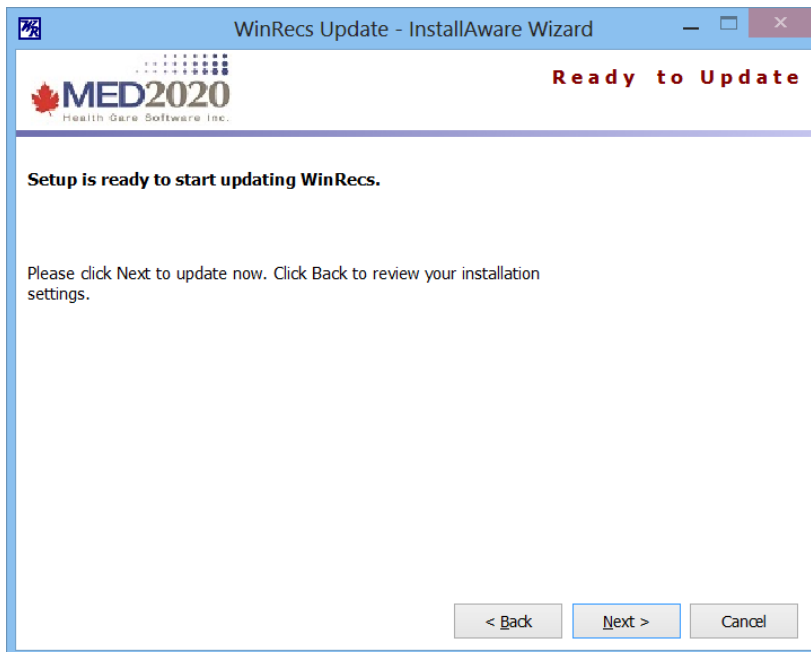 WR
WinRecs Update - InstallAware Wizard
MED2020
Health Care Software Inc.
Ready to Update
Setup is ready to start updating WinRecs.
Please click Next to update now. Click Back to review your installation
settings.
< Back
Next >
Cancel